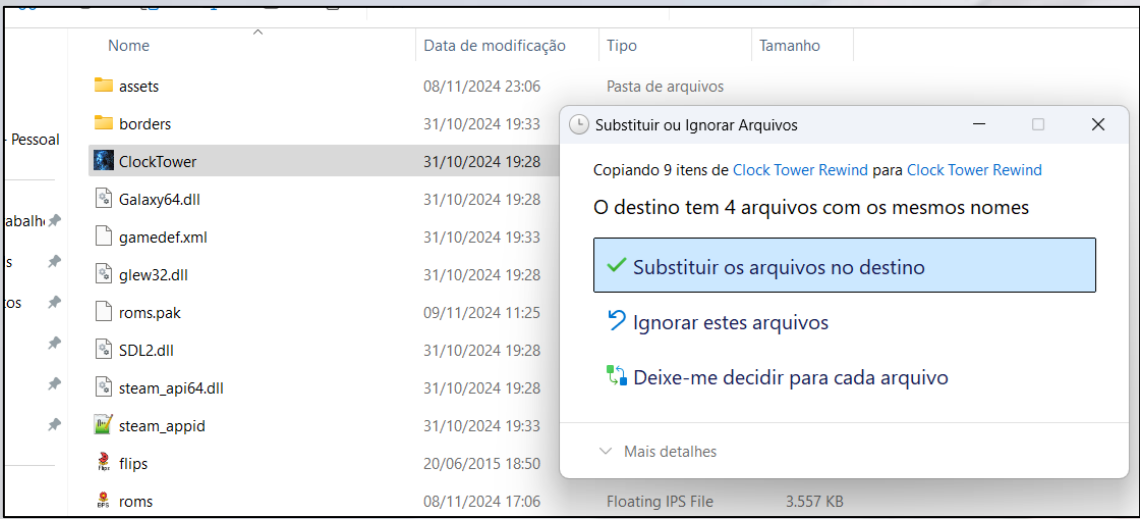 Nome Data de modificação Tipo Tamanho
assets 08/11/2024 23:06 Pasta de arquivos
borders 31/10/2024 19:33
Pessoal
ClockTower 31/10/2024 19:28
Galaxy64.dll 31/10/2024 19:28
abalh
gamedef.xml 31/10/2024 19:33
s
glew32.dll 31/10/2024 19:28
tos
roms.pak 09/11/2024 11:25
SDL2.dll 31/10/2024 19:28
steam_api64.dll 31/10/2024 19:28
steam_appid 31/10/2024 19:33
flips 20/06/2015 18:50
roms 08/11/2024 17:06 Floating IPS File 3.557 KB
Substituir ou Ignorar Arquivos
Copiando 9 itens de Clock Tower Rewind para Clock Tower Rewind
O destino tem 4 arquivos com os mesmos nomes
Substituir os arquivos no destino
Ignorar estes arquivos
Deixe-me decidir para cada arquivo
Mais detalhes